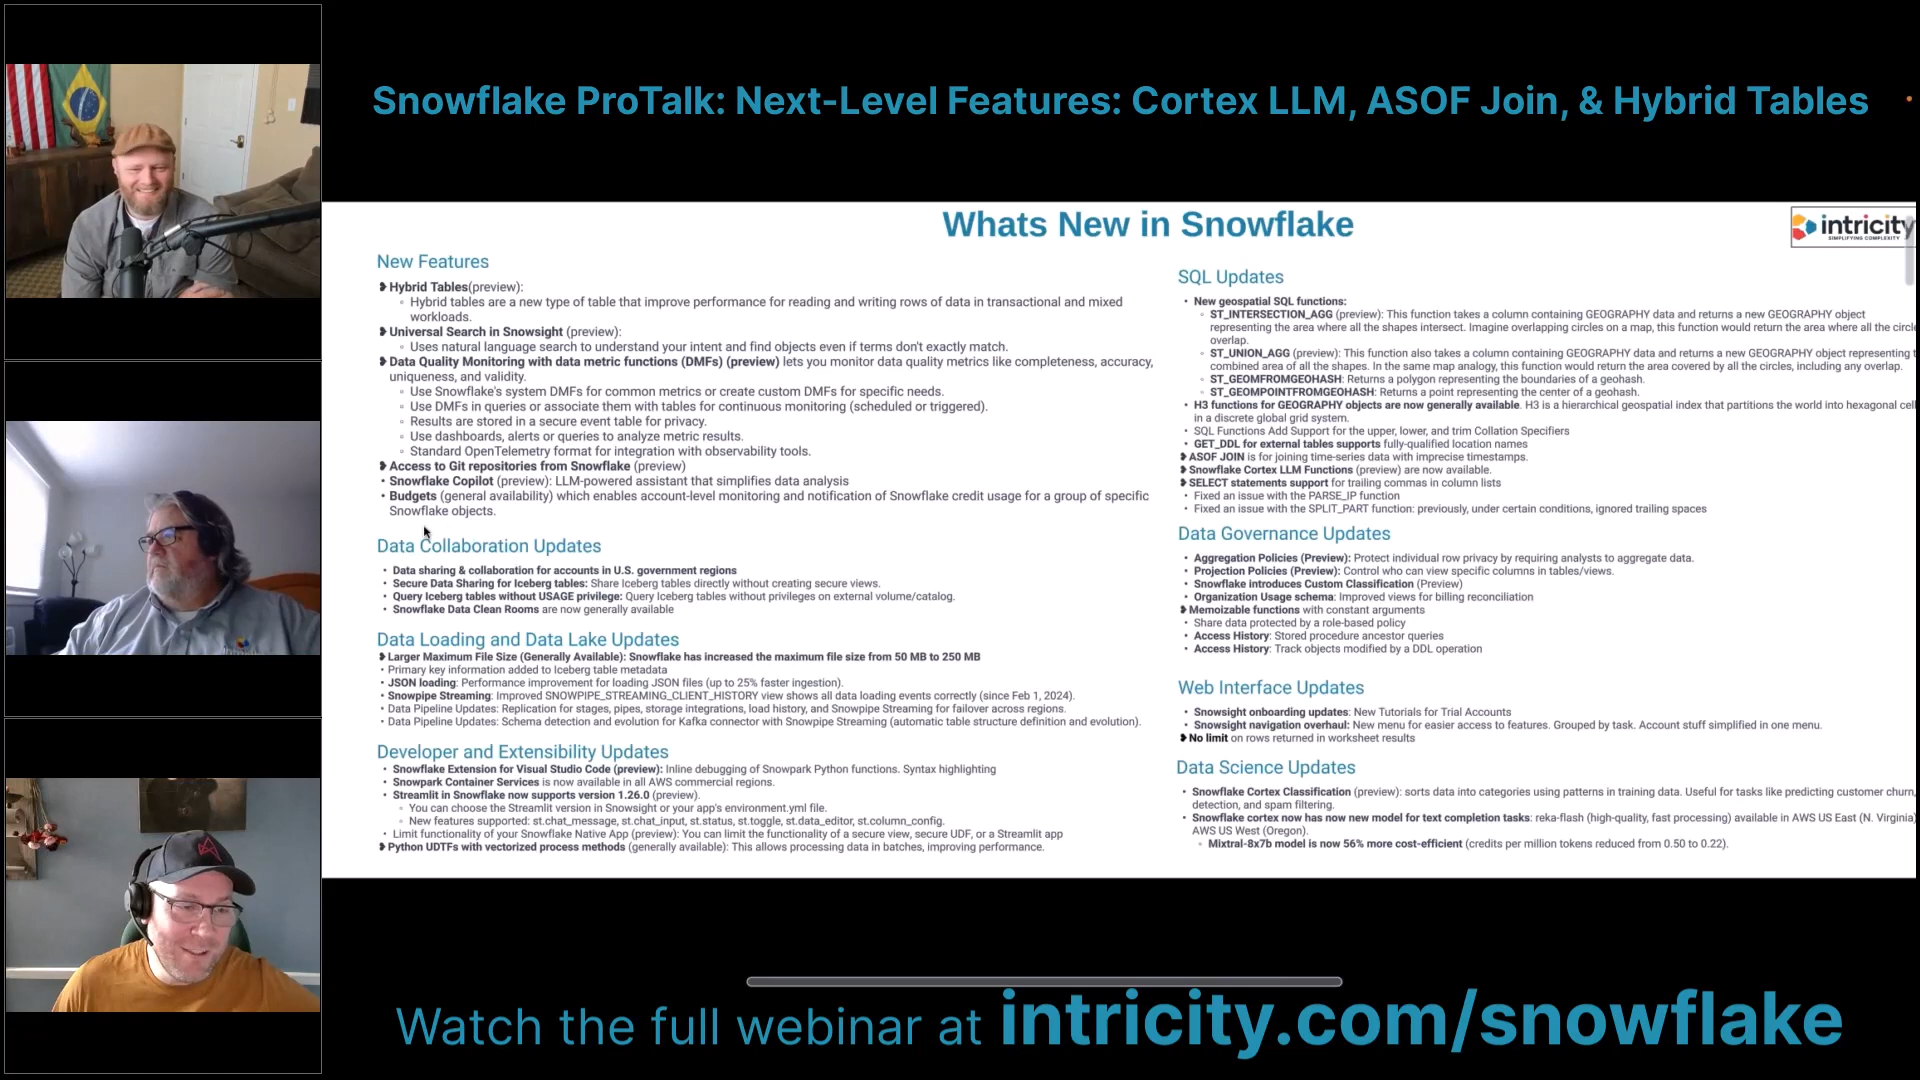 Snowflake ProTalk: Next-Level Features: Cortex LLM, ASOF Join, & Hybrid Tables
Whats New in Snowflake
intricity
SIMPLIFYING COMPLEXITY
New Features
❥ Hybrid Tables(preview):
◦ Hybrid tables are a new type of table that improve performance for reading and writing rows of data in transactional and mixed
workloads.
❥ Universal Search in Snowsight (preview):
◦ Uses natural language search to understand your intent and find objects even if terms don't exactly match.
❥ Data Quality Monitoring with data metric functions (DMFs) (preview) lets you monitor data quality metrics like completeness, accuracy,
uniqueness, and validity.
◦ Use Snowflake's system DMFs for common metrics or create custom DMFs for specific needs.
◦ Use DMFs in queries or associate them with tables for continuous monitoring (scheduled or triggered).
◦ Results are stored in a secure event table for privacy.
◦ Use dashboards, alerts or queries to analyze metric results.
◦ Standard OpenTelemetry format for integration with observability tools.
❥ Access to Git repositories from Snowflake (preview)
• Snowflake Copilot (preview): LLM-powered assistant that simplifies data analysis
• Budgets (general availability) which enables account-level monitoring and notification of Snowflake credit usage for a group of specific
Snowflake objects.
Data Collaboration Updates
• Data sharing & collaboration for accounts in U.S. government regions
• Secure Data Sharing for Iceberg tables: Share Iceberg tables directly without creating secure views.
• Query Iceberg tables without USAGE privilege: Query Iceberg tables without privileges on external volume/catalog.
• Snowflake Data Clean Rooms are now generally available
Data Loading and Data Lake Updates
❥ Larger Maximum File Size (Generally Available): Snowflake has increased the maximum file size from 50 MB to 250 MB
• Primary key information added to Iceberg table metadata
• JSON loading: Performance improvement for loading JSON files (up to 25% faster ingestion).
• Snowpipe Streaming: Improved SNOWPIPE_STREAMING_CLIENT_HISTORY view shows all data loading events correctly (since Feb 1, 2024).
• Data Pipeline Updates: Replication for stages, pipes, storage integrations, load history, and Snowpipe Streaming for failover across regions.
• Data Pipeline Updates: Schema detection and evolution for Kafka connector with Snowpipe Streaming (automatic table structure definition and evolution).
Developer and Extensibility Updates
• Snowflake Extension for Visual Studio Code (preview): Inline debugging of Snowpark Python functions. Syntax highlighting
• Snowpark Container Services is now available in all AWS commercial regions.
• Streamlit in Snowflake now supports version 1.26.0 (preview).
◦ You can choose the Streamlit version in Snowsight or your app's environment.yml file.
◦ New features supported: st.chat_message, st.chat_input, st.status, st.toggle, st.data_editor, st.column_config.
• Limit functionality of your Snowflake Native App (preview): You can limit the functionality of a secure view, secure UDF, or a Streamlit app
❥ Python UDTFs with vectorized process methods (generally available): This allows processing data in batches, improving performance.
SQL Updates
• New geospatial SQL functions:
◦ ST_INTERSECTION_AGG (preview): This function takes a column containing GEOGRAPHY data and returns a new GEOGRAPHY object
representing the area where all the shapes intersect. Imagine overlapping circles on a map, this function would return the area where all the circle
overlap.
◦ ST_UNION_AGG (preview): This function also takes a column containing GEOGRAPHY data and returns a new GEOGRAPHY object representing t
combined area of all the shapes. In the same map analogy, this function would return the area covered by all the circles, including any overlap.
◦ ST_GEOMFROMGEOHASH: Returns a polygon representing the boundaries of a geohash.
◦ ST_GEOMPOINTFROMGEOHASH: Returns a point representing the center of a geohash.
• H3 functions for GEOGRAPHY objects are now generally available. H3 is a hierarchical geospatial index that partitions the world into hexagonal cell
in a discrete global grid system.
• SQL Functions Add Support for the upper, lower, and trim Collation Specifiers
• GET_DDL for external tables supports fully-qualified location names
❥ ASOF JOIN is for joining time-series data with imprecise timestamps.
❥ Snowflake Cortex LLM Functions (preview) are now available.
❥ SELECT statements support for trailing commas in column lists
• Fixed an issue with the PARSE_IP function
• Fixed an issue with the SPLIT_PART function: previously, under certain conditions, ignored trailing spaces
Data Governance Updates
• Aggregation Policies (Preview): Protect individual row privacy by requiring analysts to aggregate data.
• Projection Policies (Preview): Control who can view specific columns in tables/views.
• Snowflake introduces Custom Classification (Preview)
• Organization Usage schema: Improved views for billing reconciliation
❥ Memoizable functions with constant arguments
• Share data protected by a role-based policy
• Access History: Stored procedure ancestor queries
• Access History: Track objects modified by a DDL operation
Web Interface Updates
• Snowsight onboarding updates: New Tutorials for Trial Accounts
• Snowsight navigation overhaul: New menu for easier access to features. Grouped by task. Account stuff simplified in one menu.
❥ No limit on rows returned in worksheet results
Data Science Updates
• Snowflake Cortex Classification (preview): sorts data into categories using patterns in training data. Useful for tasks like predicting customer churn,
detection, and spam filtering.
• Snowflake cortex now has now new model for text completion tasks: reka-flash (high-quality, fast processing) available in AWS US East (N. Virginia)
AWS US West (Oregon).
◦ Mixtral-8x7b model is now 56% more cost-efficient (credits per million tokens reduced from 0.50 to 0.22).
Watch the full webinar at intricity.com/snowflake